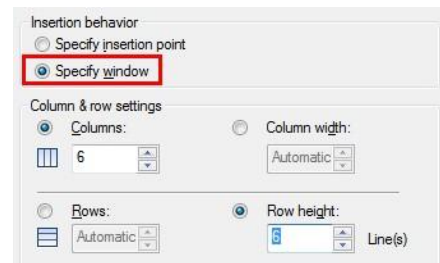 Insertion behavior
Specify insertion point
Specify window
Column & row settings
Columns: Column width:
6 Automatic
Rows: Row height:
Automatic 6 Line(s)